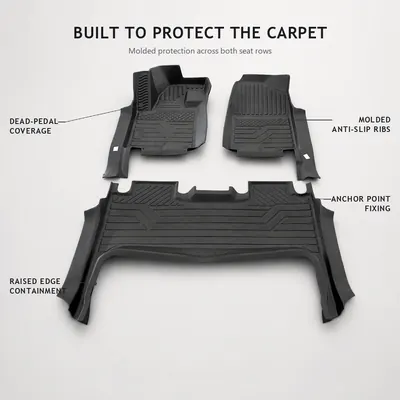 BUILT TO PROTECT THE CARPET
Molded protection across both seat rows
DEAD-PEDAL
COVERAGE
MOLDED
ANTI-SLIP RIBS
ANCHOR POINT
FIXING
RAISED EDGE
CONTAINMENT